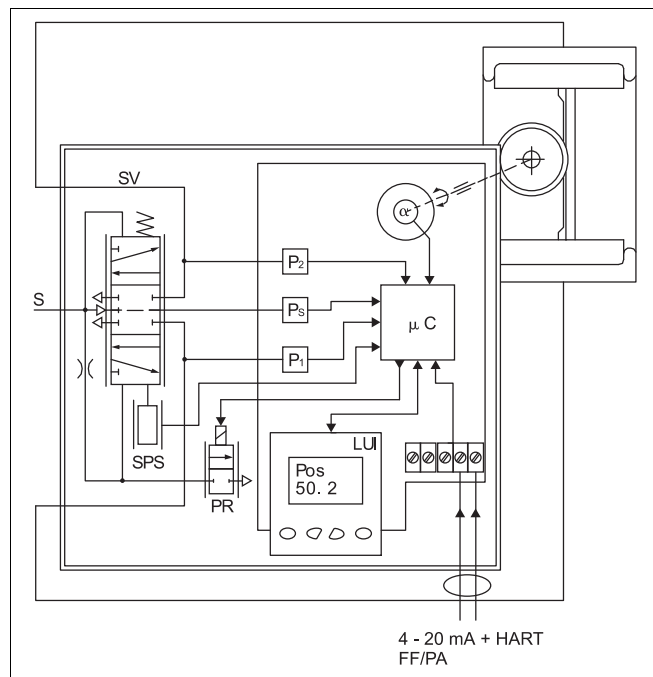 SV
α
P2
S
PS
μ C
P1
LUI
SPS
Pos
50. 2
PR
4 - 20 mA + HART
FF/PA